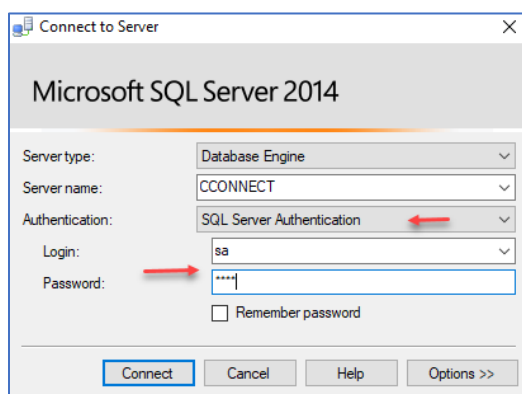 Connect to Server
Microsoft SQL Server 2014
Server type: Database Engine
Server name: CCONNECT
Authentication: SQL Server Authentication
Login: sa
Password: ****
Remember password
Connect Cancel Help Options >>